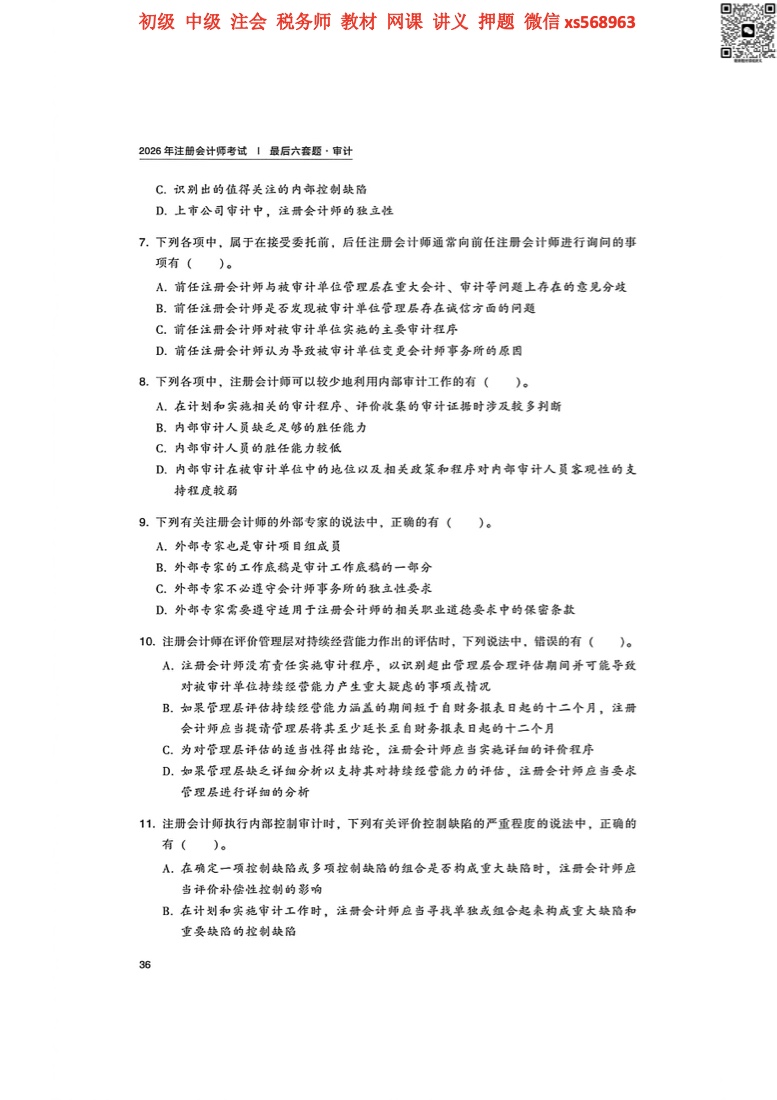 初级 中级 注会 税务师 教材 网课 讲义 押题 微信 xs568963
2026 年注册会计师考试 | 最后六套题 · 审计
C. 识别出的值得关注的内部控制缺陷
D. 上市公司审计中，注册会计师的独立性
7. 下列各项中，属于在接受委托前，后任注册会计师通常向前任注册会计师进行询问的事
项有（ ）。
A. 前任注册会计师与被审计单位管理层在重大会计、审计等问题上存在的意见分歧
B. 前任注册会计师是否发现被审计单位管理层存在诚信方面的问题
C. 前任注册会计师对被审计单位实施的主要审计程序
D. 前任注册会计师认为导致被审计单位变更会计师事务所的原因
8. 下列各项中，注册会计师可以较少地利用内部审计工作的有（ ）。
A. 在计划和实施相关的审计程序、评价收集的审计证据时涉及较多判断
B. 内部审计人员缺乏足够的胜任能力
C. 内部审计人员的胜任能力较低
D. 内部审计在被审计单位中的地位以及相关政策和程序对内部审计人员客观性的支
持程度较弱
9. 下列有关注册会计师的外部专家的说法中，正确的有（ ）。
A. 外部专家也是审计项目组成员
B. 外部专家的工作底稿是审计工作底稿的一部分
C. 外部专家不必遵守会计师事务所的独立性要求
D. 外部专家需要遵守适用于注册会计师的相关职业道德要求中的保密条款
10. 注册会计师在评价管理层对持续经营能力作出的评估时，下列说法中，错误的有（ ）。
A. 注册会计师没有责任实施审计程序，以识别超出管理层合理评估期间并可能导致
对被审计单位持续经营能力产生重大疑虑的事项或情况
B. 如果管理层评估持续经营能力涵盖的期间短于自财务报表日起的十二个月，注册
会计师应当提请管理层将其至少延长至自财务报表日起的十二个月
C. 为对管理层评估的适当性得出结论，注册会计师应当实施详细的评价程序
D. 如果管理层缺乏详细分析以支持其对持续经营能力的评估，注册会计师应当要求
管理层进行详细的分析
11. 注册会计师执行内部控制审计时，下列有关评价控制缺陷的严重程度的说法中，正确的
有（ ）。
A. 在确定一项控制缺陷或多项控制缺陷的组合是否构成重大缺陷时，注册会计师应
当评价补偿性控制的影响
B. 在计划和实施审计工作时，注册会计师应当寻找单独或组合起来构成重大缺陷和
重要缺陷的控制缺陷
36